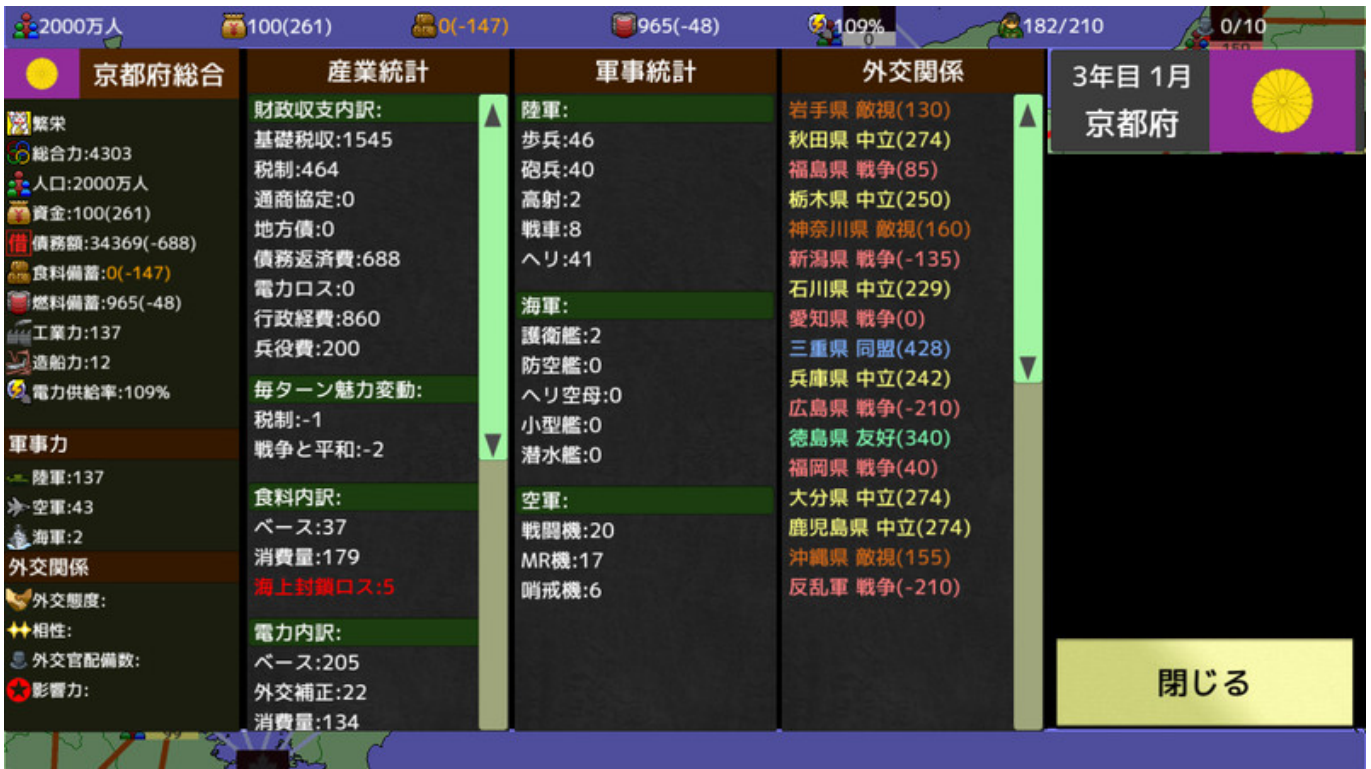 2000万人 100(261) 0(-147) 965(-48) 109% 182/210 0/10
0
150
京都府総合
繁栄
総合力:4303
人口:2000万人
資金:100(261)
借 債務額:34369(-688)
食料備蓄:0(-147)
燃料備蓄:965(-48)
工業力:137
造船力:12
電力供給率:109%
軍事力
陸軍:137
空軍:43
海軍:2
外交関係
外交態度:
相性:
外交官配備数:
影響力:
産業統計
財政収支内訳:
基礎税収:1545
税制:464
通商協定:0
地方債:0
債務返済費:688
電力ロス:0
行政経費:860
兵役費:200
毎ターン魅力変動:
税制:-1
戦争と平和:-2
食料内訳:
ベース:37
消費量:179
海上封鎖ロス:5
電力内訳:
ベース:205
外交補正:22
消費量:134
軍事統計
陸軍:
歩兵:46
砲兵:40
高射:2
戦車:8
ヘリ:41
海軍:
護衛艦:2
防空艦:0
ヘリ空母:0
小型艦:0
潜水艦:0
空軍:
戦闘機:20
MR機:17
哨戒機:6
外交関係
岩手県 敵視(130)
秋田県 中立(274)
福島県 戦争(85)
栃木県 中立(250)
神奈川県 敵視(160)
新潟県 戦争(-135)
石川県 中立(229)
愛知県 戦争(0)
三重県 同盟(428)
兵庫県 中立(242)
広島県 戦争(-210)
徳島県 友好(340)
福岡県 戦争(40)
大分県 中立(274)
鹿児島県 中立(274)
沖縄県 敵視(155)
反乱軍 戦争(-210)
3年目 1月
京都府
閉じる